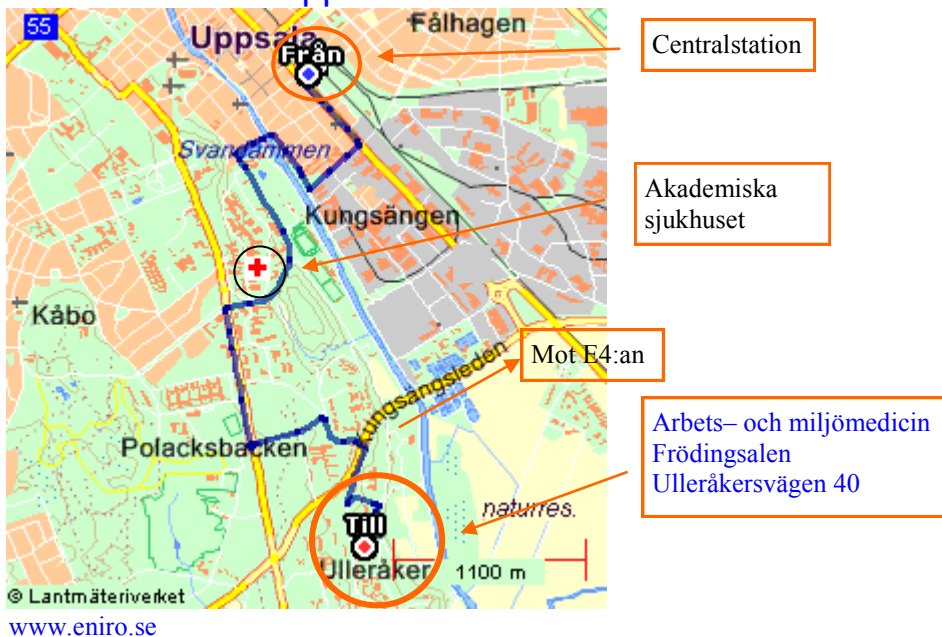 55
Uppsala
Från
Fålhagen
Centralstation
Svandammen
Akademiska
sjukhuset
Kungsängen
Kåbo
Mot E4:an
Kungsängsleden
Arbets– och miljömedicin
Frödingsalen
Ulleråkersvägen 40
Polacksbacken
naturres.
Till
Ulleråker
1100 m
© Lantmäteriverket
www.eniro.se